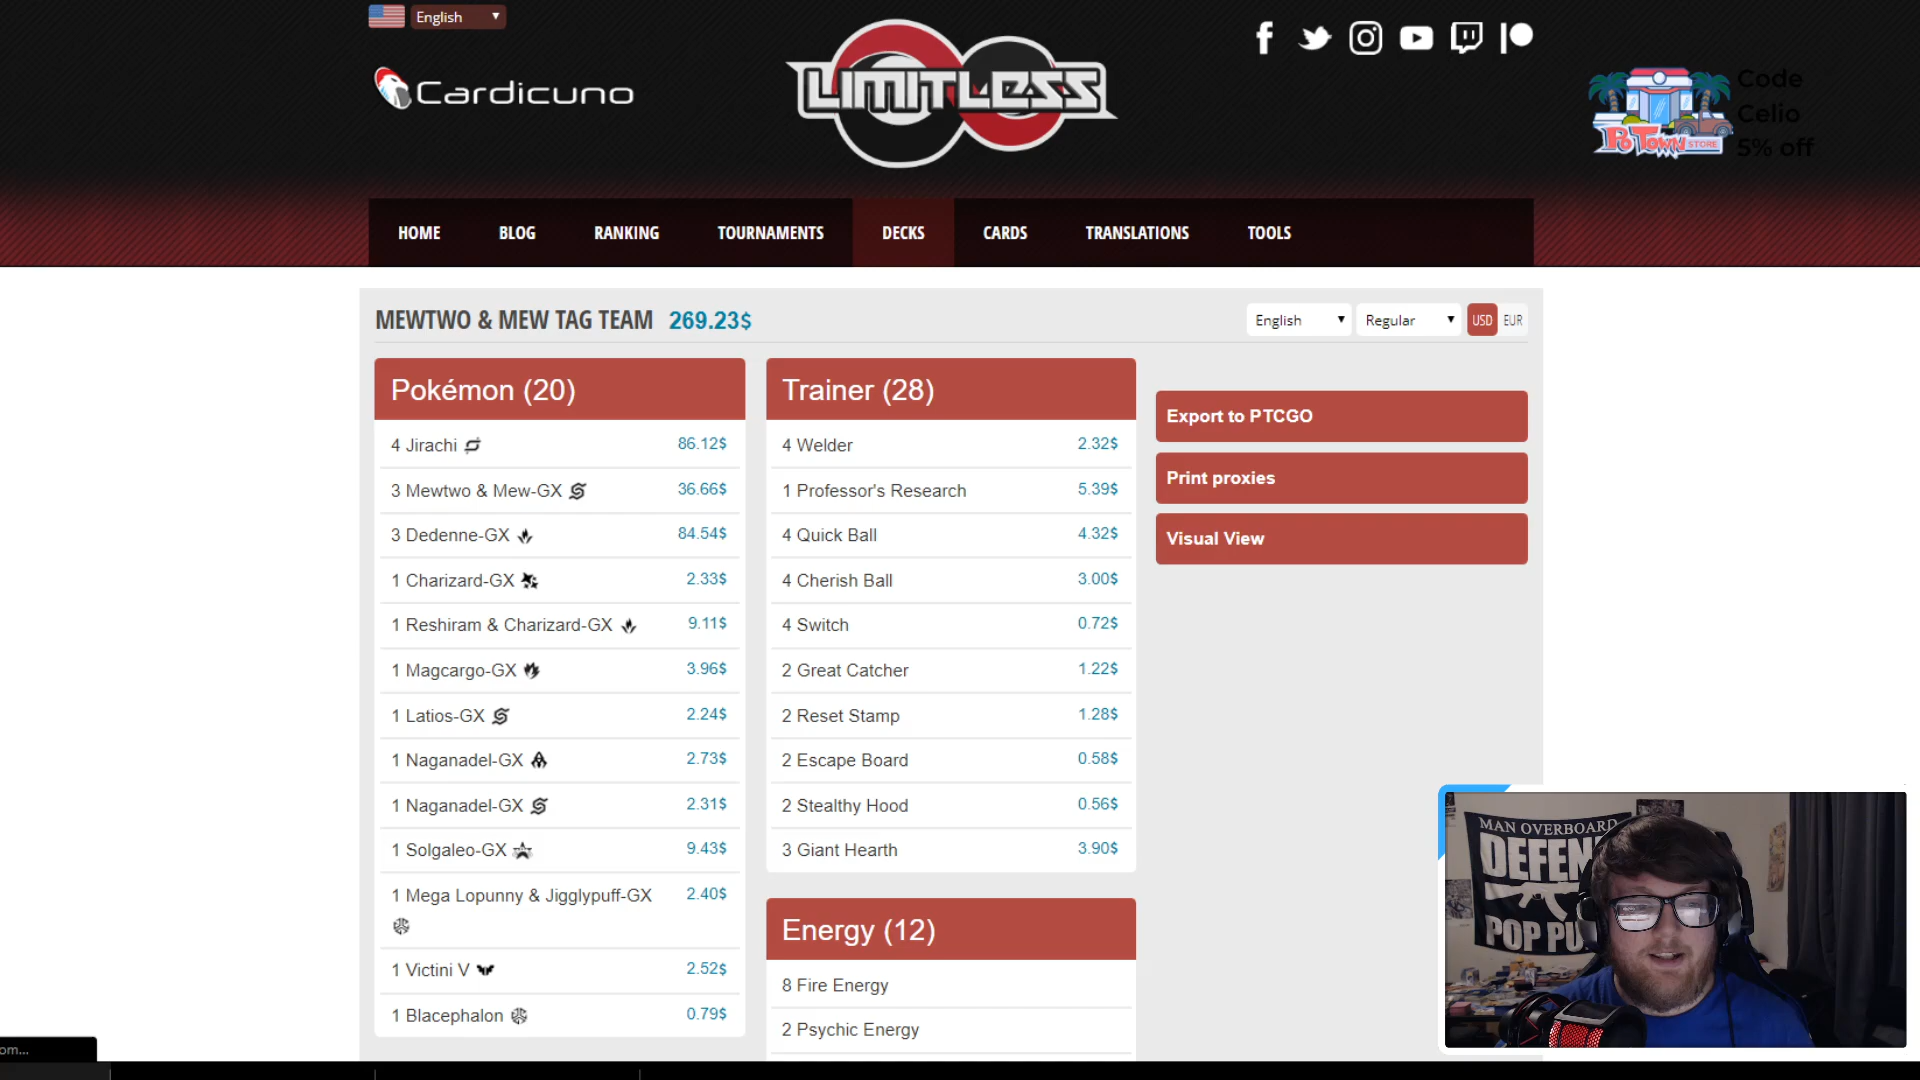 English
Cardicuno
LIMITLESS
Code
Celio
5% off
PO TOWN
STORE
HOME
BLOG
RANKING
TOURNAMENTS
DECKS
CARDS
TRANSLATIONS
TOOLS
MEWTWO & MEW TAG TEAM 269.23$
English
Regular
USD
EUR
Pokémon (20)
4 Jirachi 86.12$
3 Mewtwo & Mew-GX 36.66$
3 Dedenne-GX 84.54$
1 Charizard-GX 2.33$
1 Reshiram & Charizard-GX 9.11$
1 Magcargo-GX 3.96$
1 Latios-GX 2.24$
1 Naganadel-GX 2.73$
1 Naganadel-GX 2.31$
1 Solgaleo-GX 9.43$
1 Mega Lopunny & Jigglypuff-GX 2.40$
1 Victini V 2.52$
1 Blacephalon 0.79$
Trainer (28)
4 Welder 2.32$
1 Professor's Research 5.39$
4 Quick Ball 4.32$
4 Cherish Ball 3.00$
4 Switch 0.72$
2 Great Catcher 1.22$
2 Reset Stamp 1.28$
2 Escape Board 0.58$
2 Stealthy Hood 0.56$
3 Giant Hearth 3.90$
Energy (12)
8 Fire Energy
2 Psychic Energy
Export to PTCGO
Print proxies
Visual View
MAN OVERBOARD
DEFEN
POP PU
om...